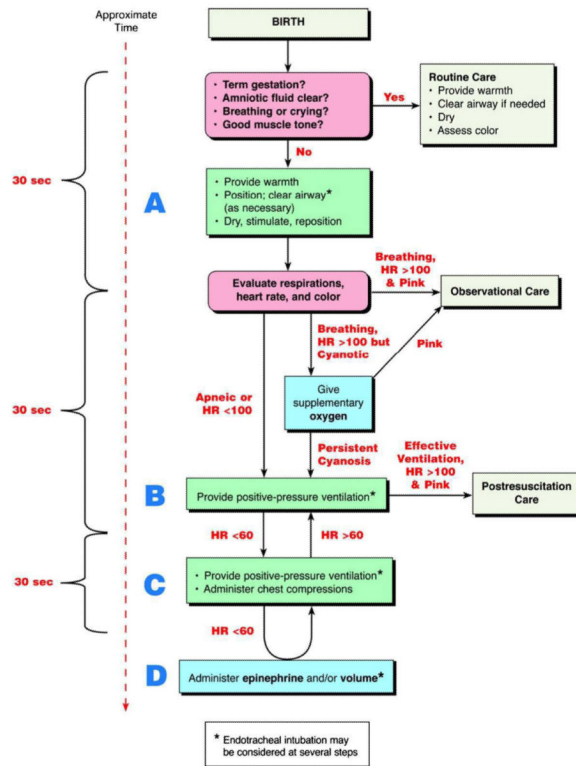 Approximate
Time
BIRTH
• Term gestation?
• Amniotic fluid clear?
• Breathing or crying?
• Good muscle tone?
Yes
Routine Care
• Provide warmth
• Clear airway if needed
• Dry
• Assess color
No
30 sec
A
• Provide warmth
• Position; clear airway*
(as necessary)
• Dry, stimulate, reposition
Evaluate respirations,
heart rate, and color
Breathing,
HR >100
& Pink
Observational Care
Breathing,
HR >100 but
Cyanotic
Pink
30 sec
Apneic or
HR <100
Give
supplementary
oxygen
Persistent
Cyanosis
Effective
Ventilation,
HR >100
& Pink
B
Provide positive-pressure ventilation*
Postresuscitation
Care
HR <60
HR >60
30 sec
C
• Provide positive-pressure ventilation*
• Administer chest compressions
HR <60
D
Administer epinephrine and/or volume*
* Endotracheal intubation may
be considered at several steps